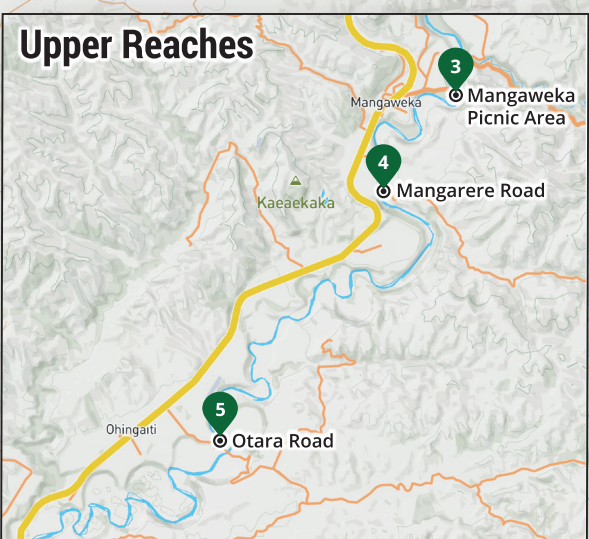 Upper Reaches
3
Mangaweka
Mangaweka
Picnic Area
4
Mangarere Road
Kaeaekaka
5
Ohingaiti
Otara Road